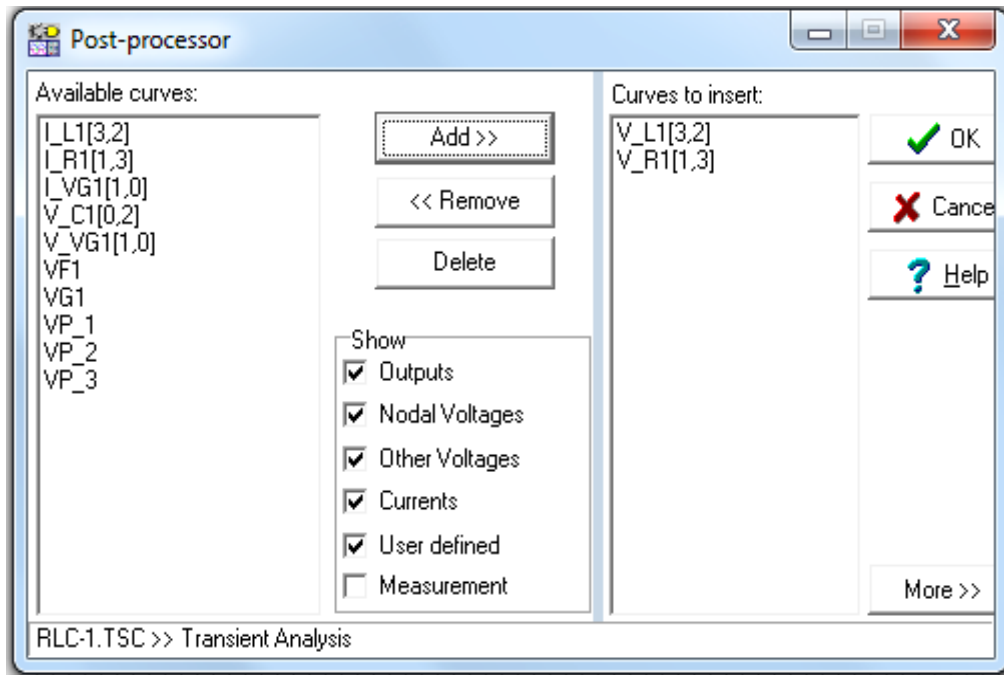 Post-processor
Available curves:
I_L1[3,2]
I_R1[1,3]
I_VG1[1,0]
V_C1[0,2]
V_VG1[1,0]
VF1
VG1
VP_1
VP_2
VP_3
Add >>
<< Remove
Delete
Show
Outputs
Nodal Voltages
Other Voltages
Currents
User defined
Measurement
Curves to insert:
V_L1[3,2]
V_R1[1,3]
OK
Cance
Help
More >>
RLC-1.TSC >> Transient Analysis